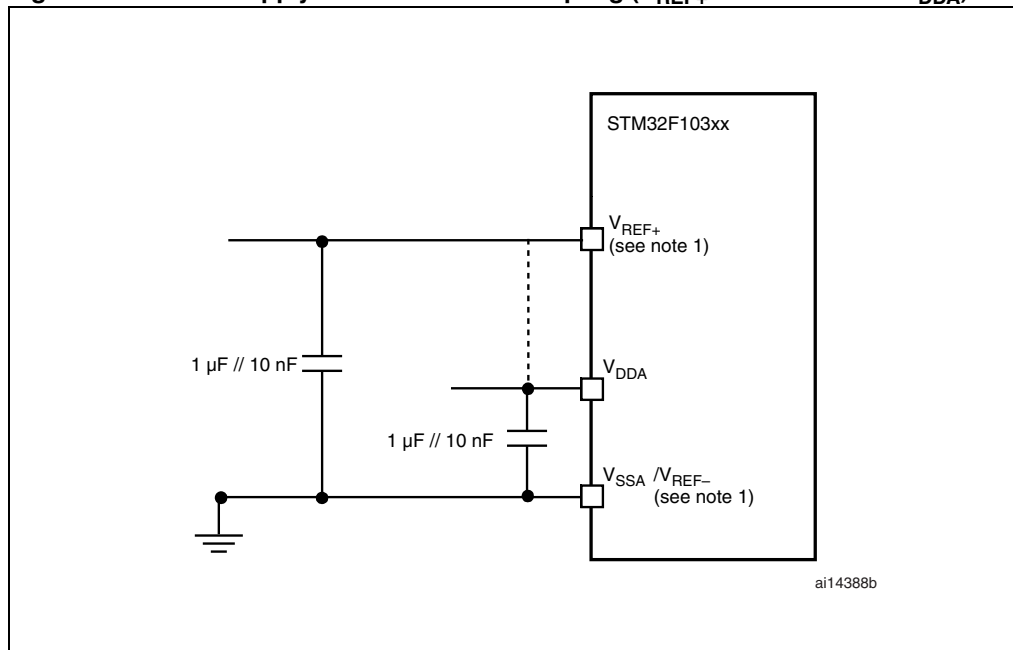 STM32F103xx
VREF+
(see note 1)
1 µF // 10 nF
VDDA
1 µF // 10 nF
VSSA /VREF–
(see note 1)
ai14388b